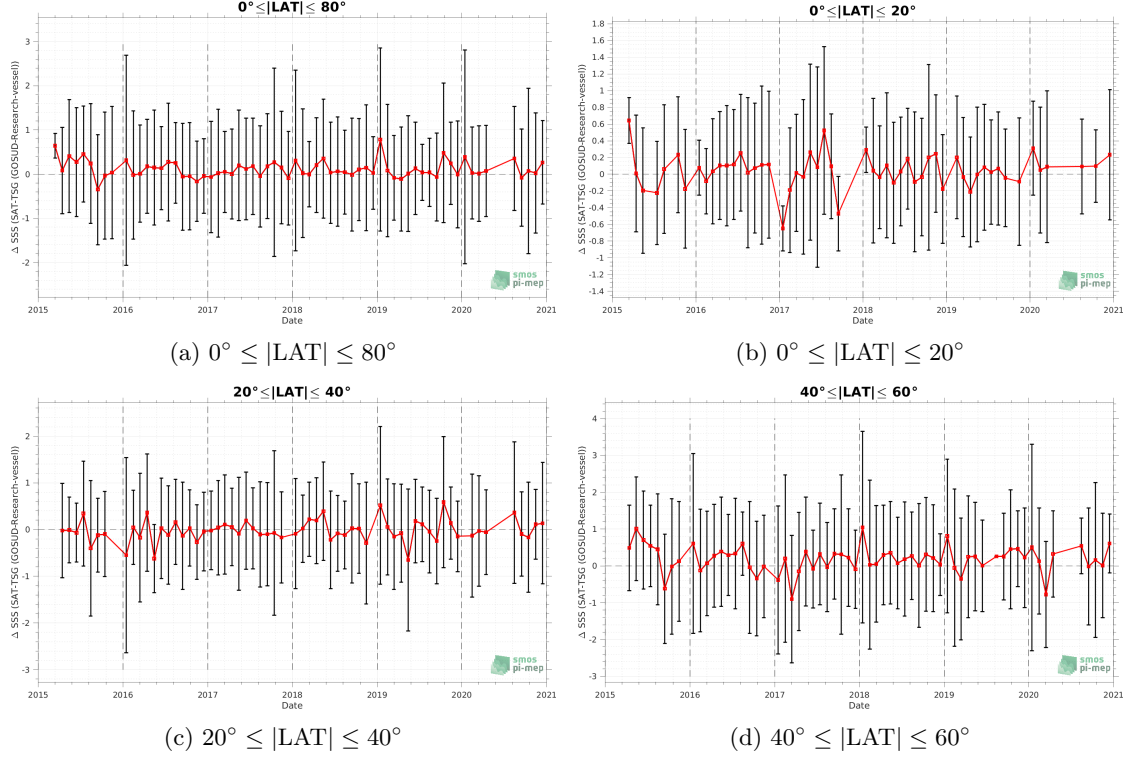 0°≤|LAT|≤ 80°
Δ SSS (SAT-TSG (GOSUD-Research-vessel))
3
2
1
0
-1
-2
smos
pi-mep
2015 2016 2017 2018 2019 2020 2021
Date
(a) 0° ≤ |LAT| ≤ 80°
0°≤|LAT|≤ 20°
Δ SSS (SAT-TSG (GOSUD-Research-vessel))
1.8
1.6
1.4
1.2
1
0.8
0.6
0.4
0.2
0
-0.2
-0.4
-0.6
-0.8
-1
-1.2
-1.4
smos
pi-mep
2015 2016 2017 2018 2019 2020 2021
Date
(b) 0° ≤ |LAT| ≤ 20°
20°≤|LAT|≤ 40°
Δ SSS (SAT-TSG (GOSUD-Research-vessel))
2
1
0
-1
-2
-3
smos
pi-mep
2015 2016 2017 2018 2019 2020 2021
Date
(c) 20° ≤ |LAT| ≤ 40°
40°≤|LAT|≤ 60°
Δ SSS (SAT-TSG (GOSUD-Research-vessel))
4
3
2
1
0
-1
-2
-3
smos
pi-mep
2015 2016 2017 2018 2019 2020 2021
Date
(d) 40° ≤ |LAT| ≤ 60°